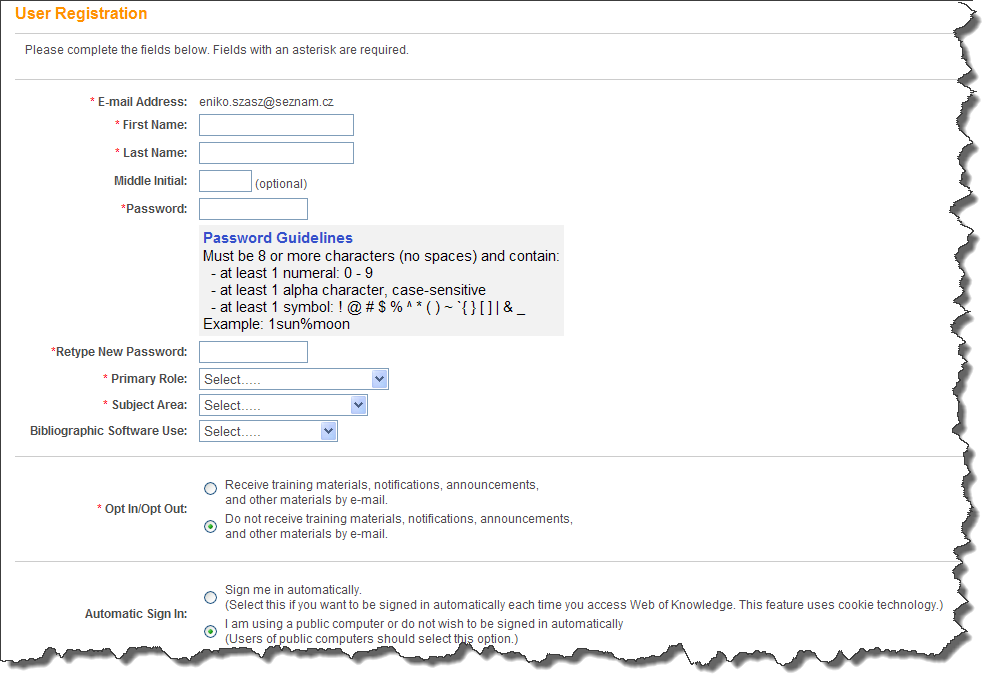 User Registration
Please complete the fields below. Fields with an asterisk are required.
* E-mail Address: eniko.szasz@seznam.cz
* First Name:
* Last Name:
Middle Initial: (optional)
*Password:
Password Guidelines
Must be 8 or more characters (no spaces) and contain:
- at least 1 numeral: 0 - 9
- at least 1 alpha character, case-sensitive
- at least 1 symbol: ! @ # $ % ^ * ( ) ~ `{ } [ ] | & _
Example: 1sun%moon
*Retype New Password:
* Primary Role: Select.....
* Subject Area: Select.....
Bibliographic Software Use: Select.....
* Opt In/Opt Out:
Receive training materials, notifications, announcements,
and other materials by e-mail.
Do not receive training materials, notifications, announcements,
and other materials by e-mail.
Automatic Sign In:
Sign me in automatically.
(Select this if you want to be signed in automatically each time you access Web of Knowledge. This feature uses cookie technology.)
I am using a public computer or do not wish to be signed in automatically
(Users of public computers should select this option.)